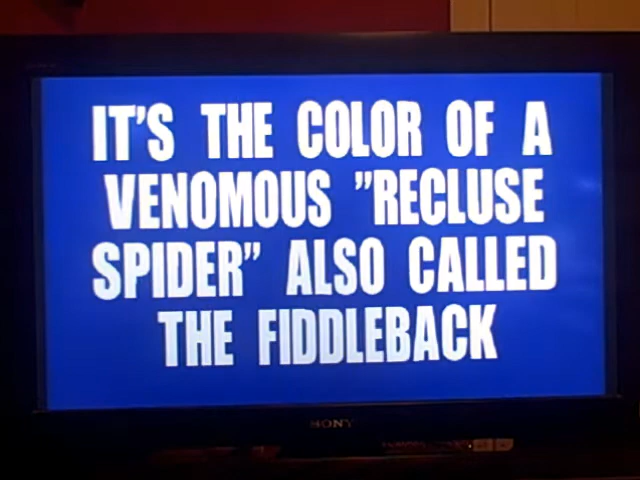 IT'S THE COLOR OF A
VENOMOUS "RECLUSE
SPIDER" ALSO CALLED
THE FIDDLEBACK
SONY